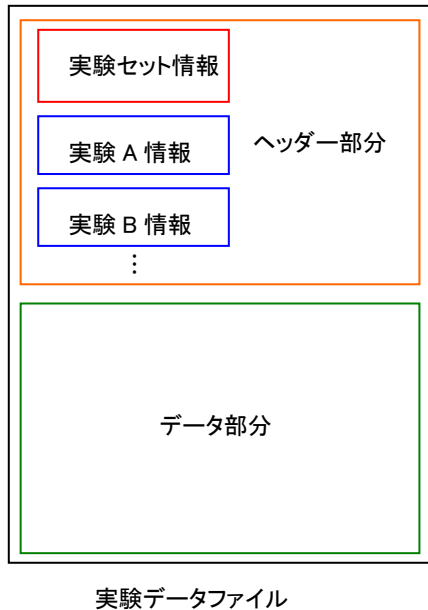 実験セット情報
ヘッダー部分
実験 A 情報
実験 B 情報
⋮
データ部分
実験データファイル